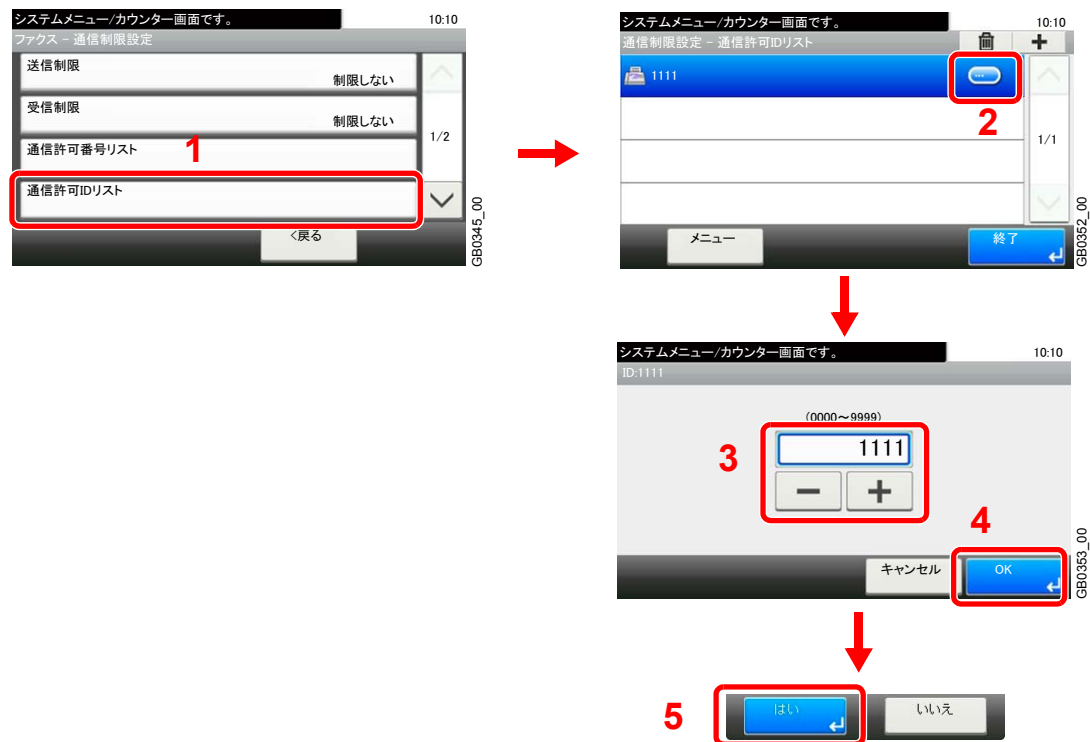 システムメニュー/カウンター画面です。
10:10
ファクス - 通信制限設定
送信制限
制限しない
受信制限
制限しない
1/2
通信許可番号リスト
1
通信許可IDリスト
<戻る
GB0345_00
システムメニュー/カウンター画面です。
10:10
通信制限設定 - 通信許可IDリスト
1111
2
1/1
メニュー
終了
GB0352_00
システムメニュー/カウンター画面です。
10:10
ID:1111
(0000～9999)
3
1111
4
キャンセル
OK
GB0353_00
5
はい
いいえ